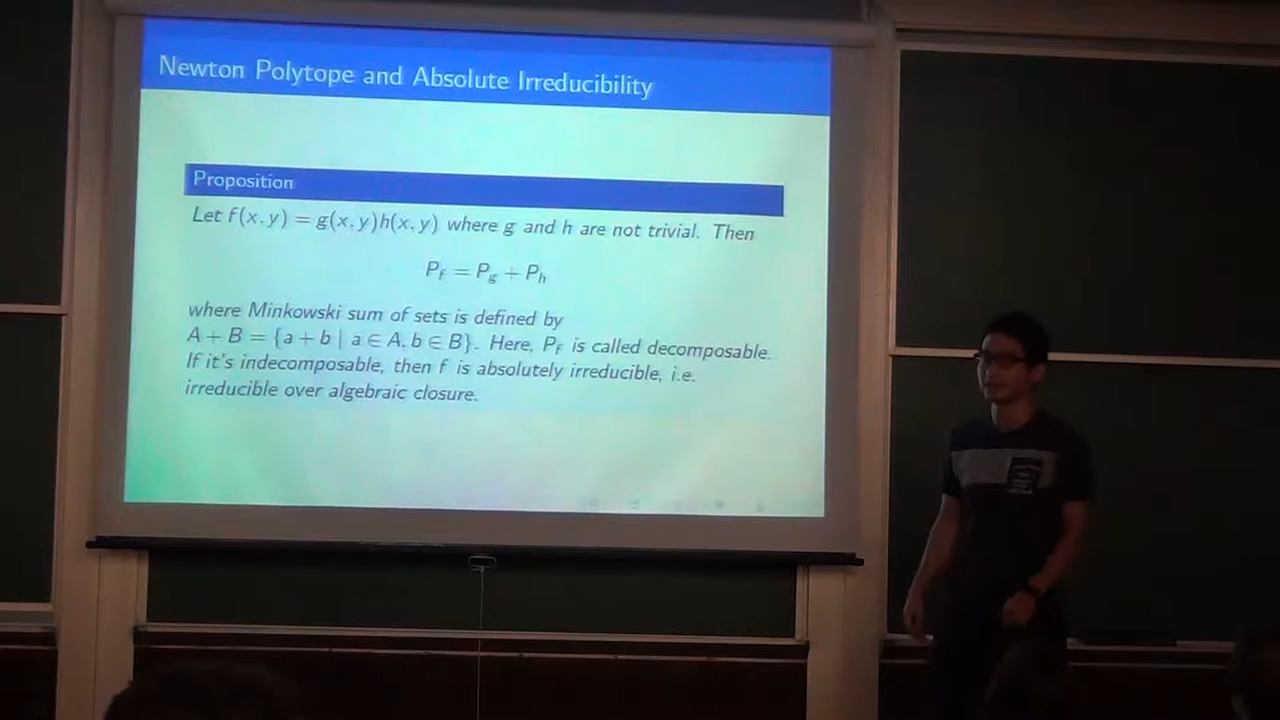 Newton Polytope and Absolute Irreducibility
Proposition
Let f(x, y) = g(x, y)h(x, y) where g and h are not trivial. Then
P_f = P_g + P_h
where Minkowski sum of sets is defined by
A + B = {a + b | a ∈ A, b ∈ B}. Here, P_f is called decomposable.
If it's indecomposable, then f is absolutely irreducible, i.e.
irreducible over algebraic closure.